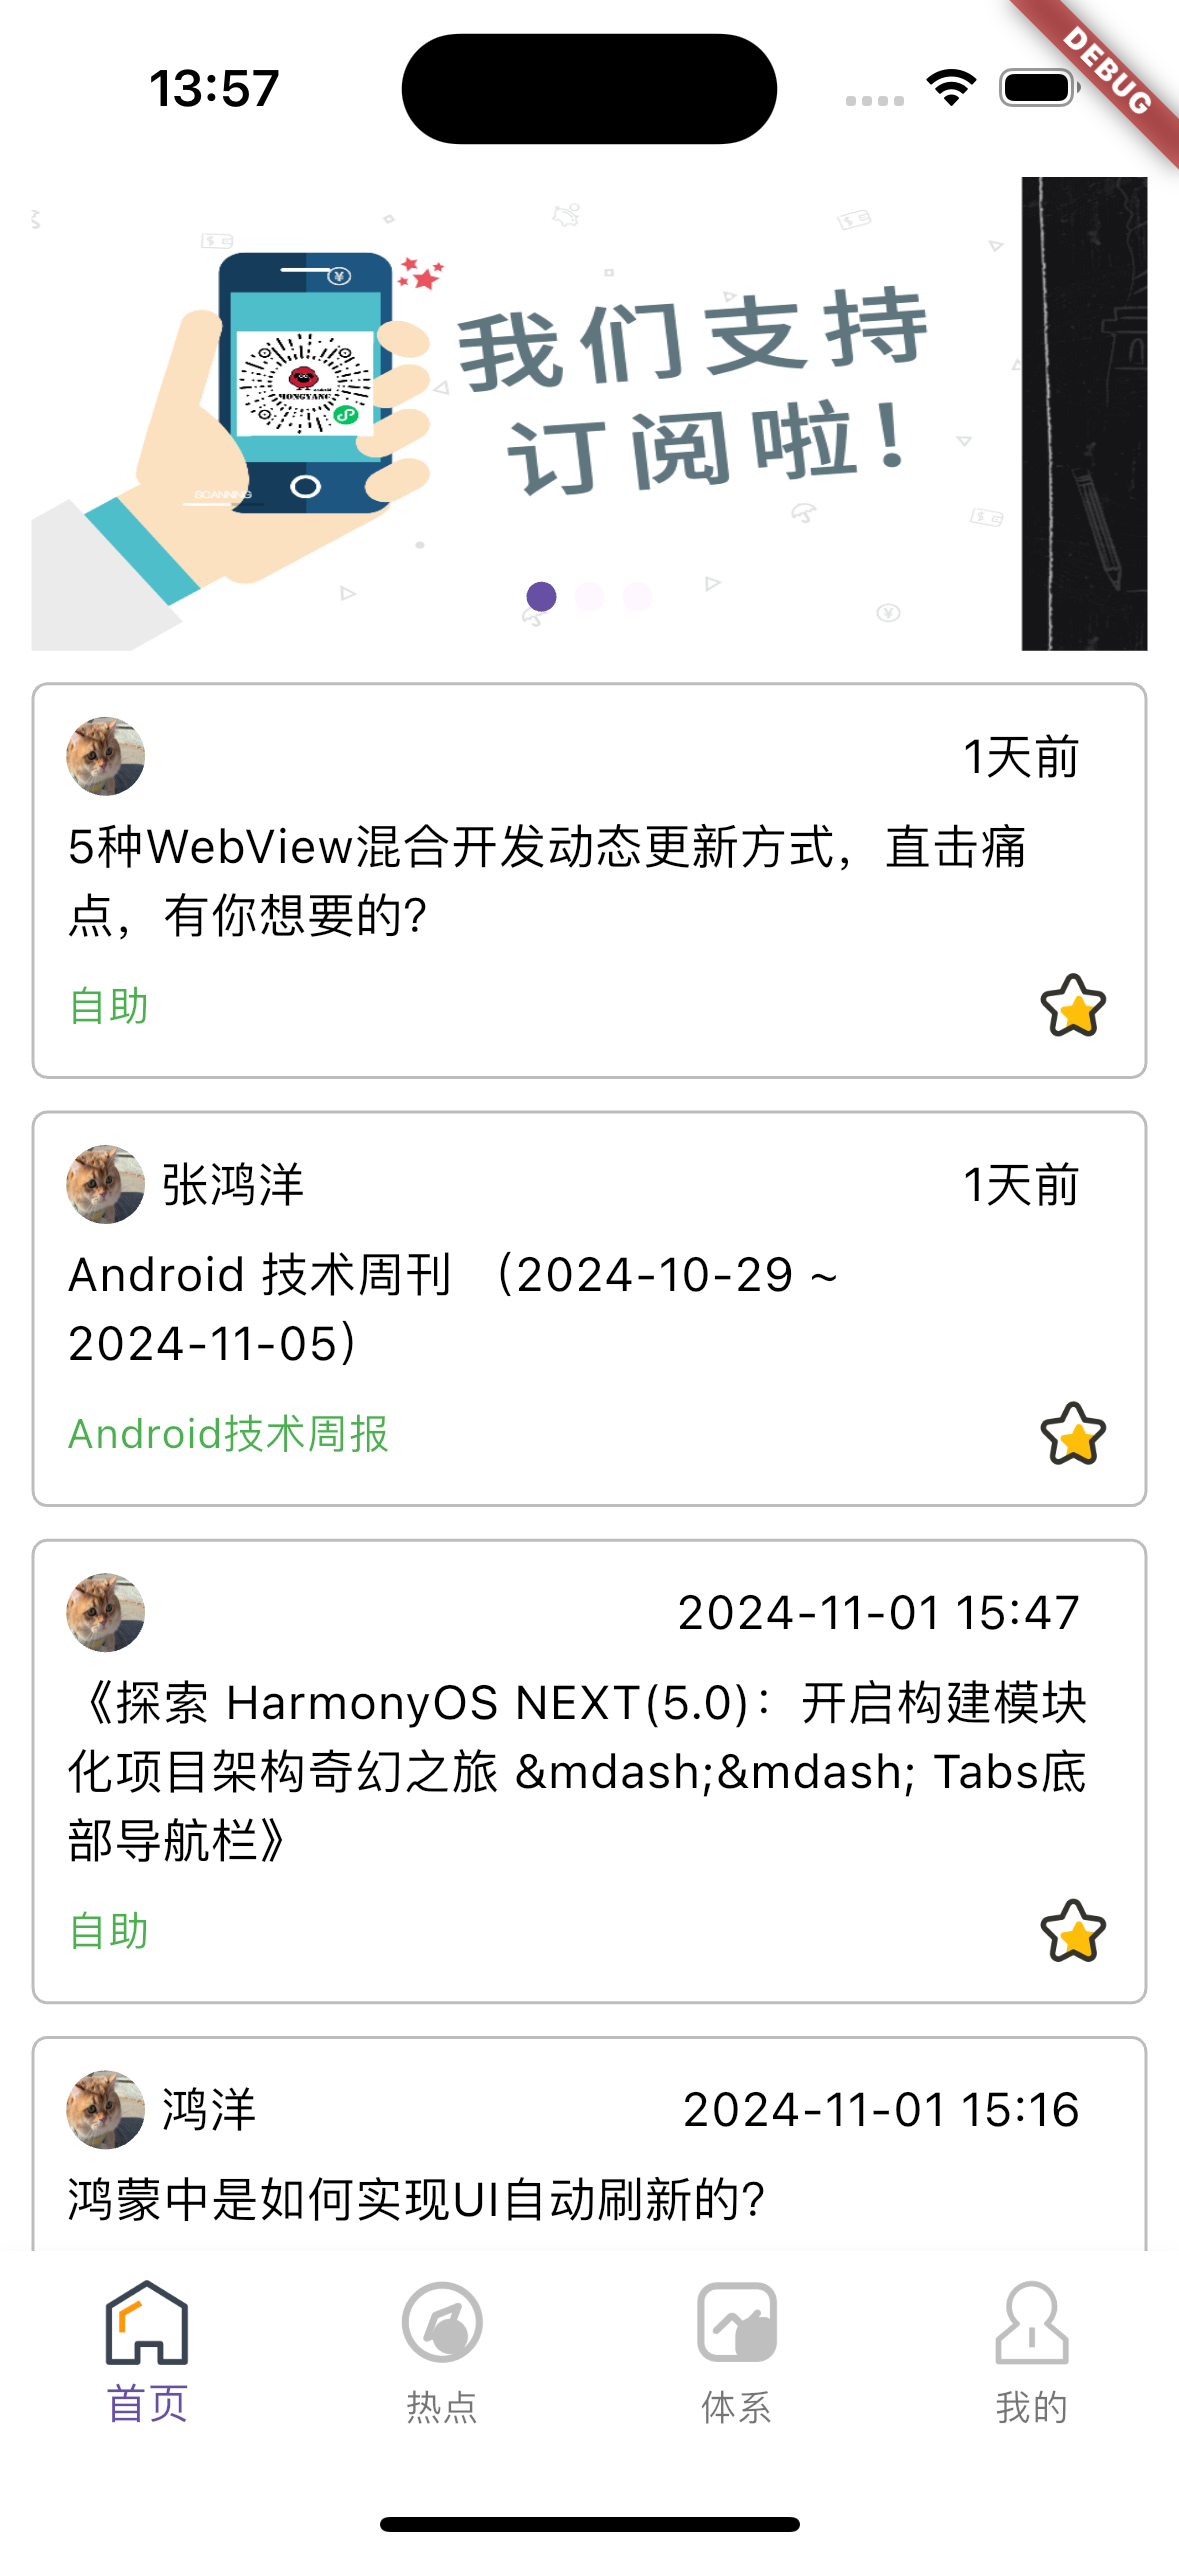 13:57
DEBUG
我们支持
订阅啦！
HONGYANG
SCANNING
1天前
5种WebView混合开发动态更新方式，直击痛
点，有你想要的?
自助
张鸿洋
1天前
Android 技术周刊 （2024-10-29 ~
2024-11-05）
Android技术周报
2024-11-01 15:47
《探索 HarmonyOS NEXT(5.0)：开启构建模块
化项目架构奇幻之旅 &mdash;&mdash; Tabs底
部导航栏》
自助
鸿洋
2024-11-01 15:16
鸿蒙中是如何实现UI自动刷新的?
首页
热点
体系
我的